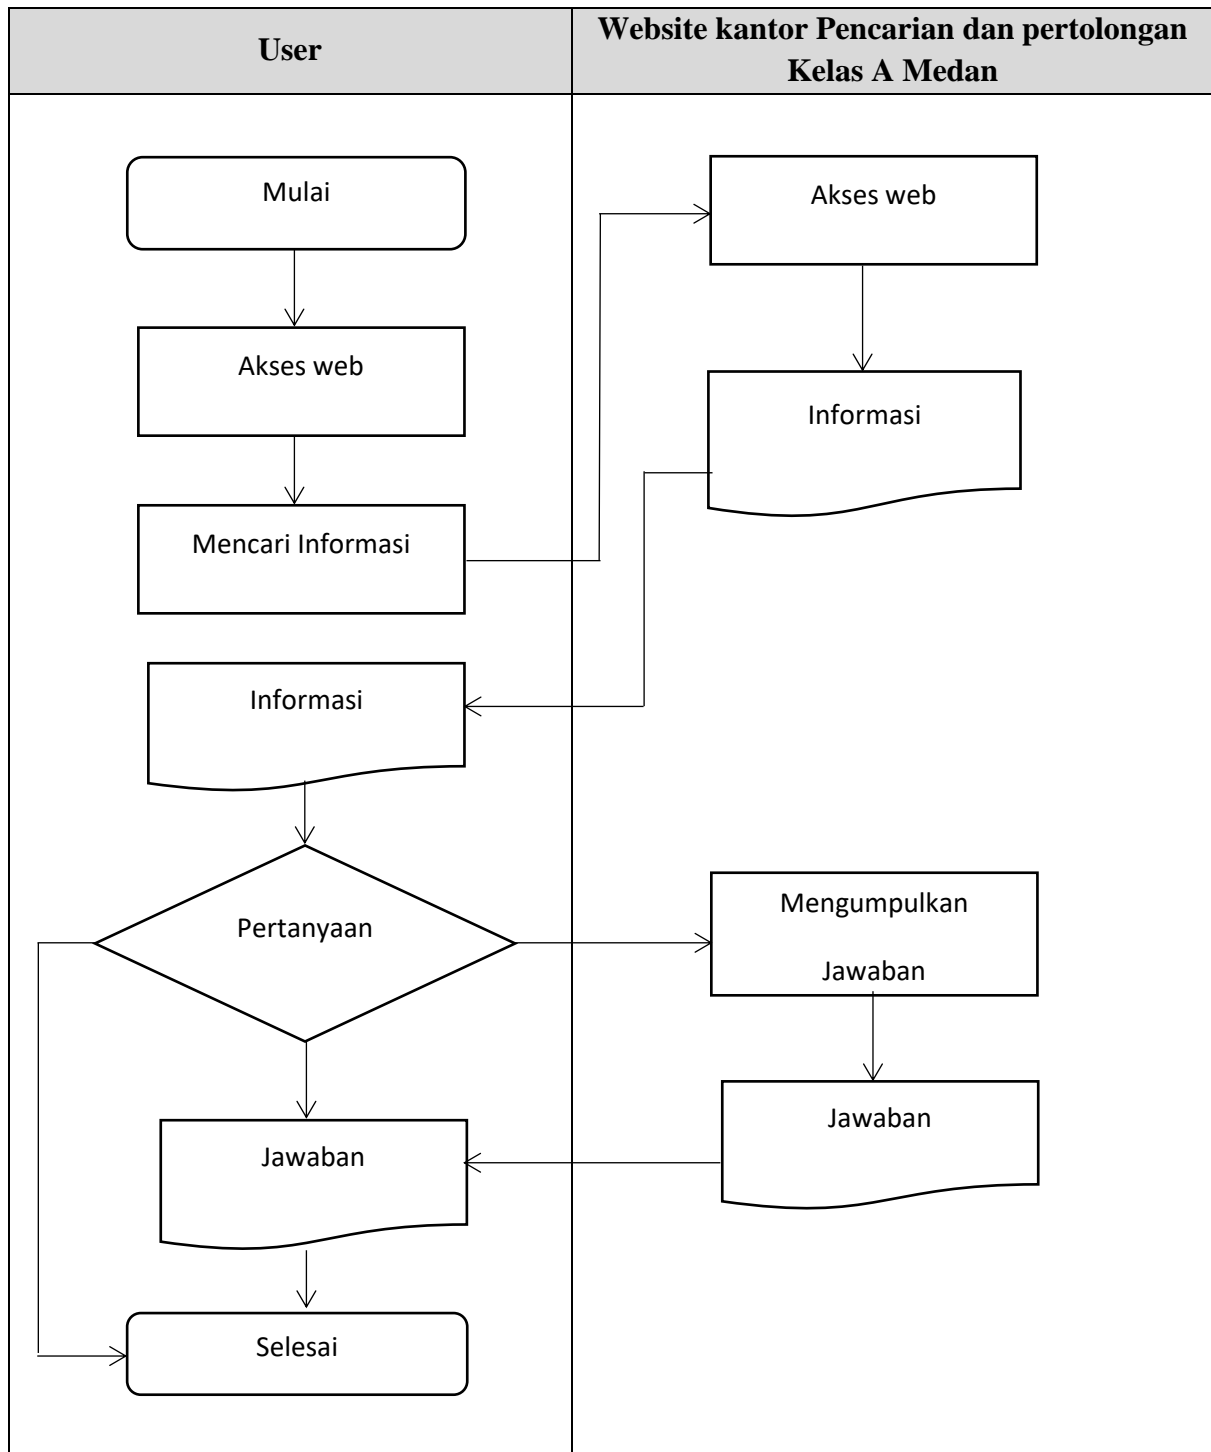 User
Website kantor Pencarian dan pertolongan
Kelas A Medan
Mulai
Akses web
Mencari Informasi
Akses web
Informasi
Informasi
Pertanyaan
Mengumpulkan
Jawaban
Jawaban
Jawaban
Selesai